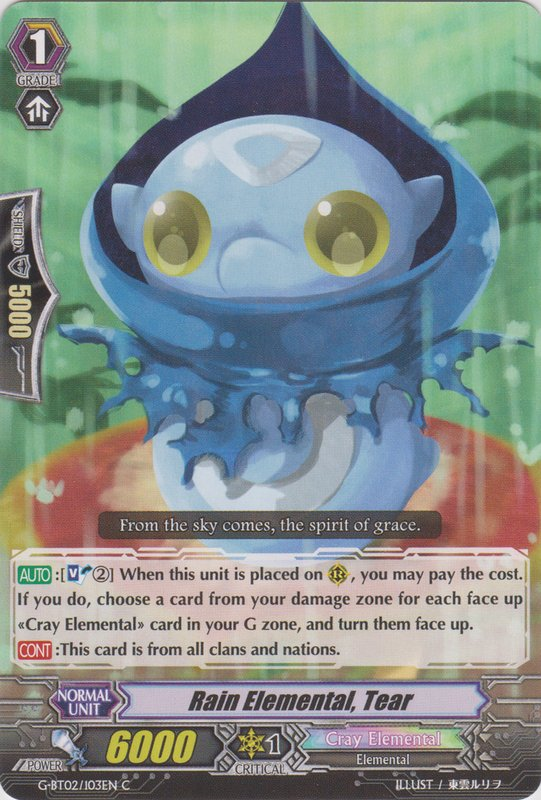 1
GRADE
SHIELD
5000
From the sky comes, the spirit of grace.
AUTO :[V ②] When this unit is placed on R, you may pay the cost.
If you do, choose a card from your damage zone for each face up
«Cray Elemental» card in your G zone, and turn them face up.
CONT :This card is from all clans and nations.
NORMAL
UNIT
Rain Elemental, Tear
POWER
6000
1
CRITICAL
Cray Elemental
Elemental
G-BT02/103EN C
ILLUST / 東雲ルリヲ